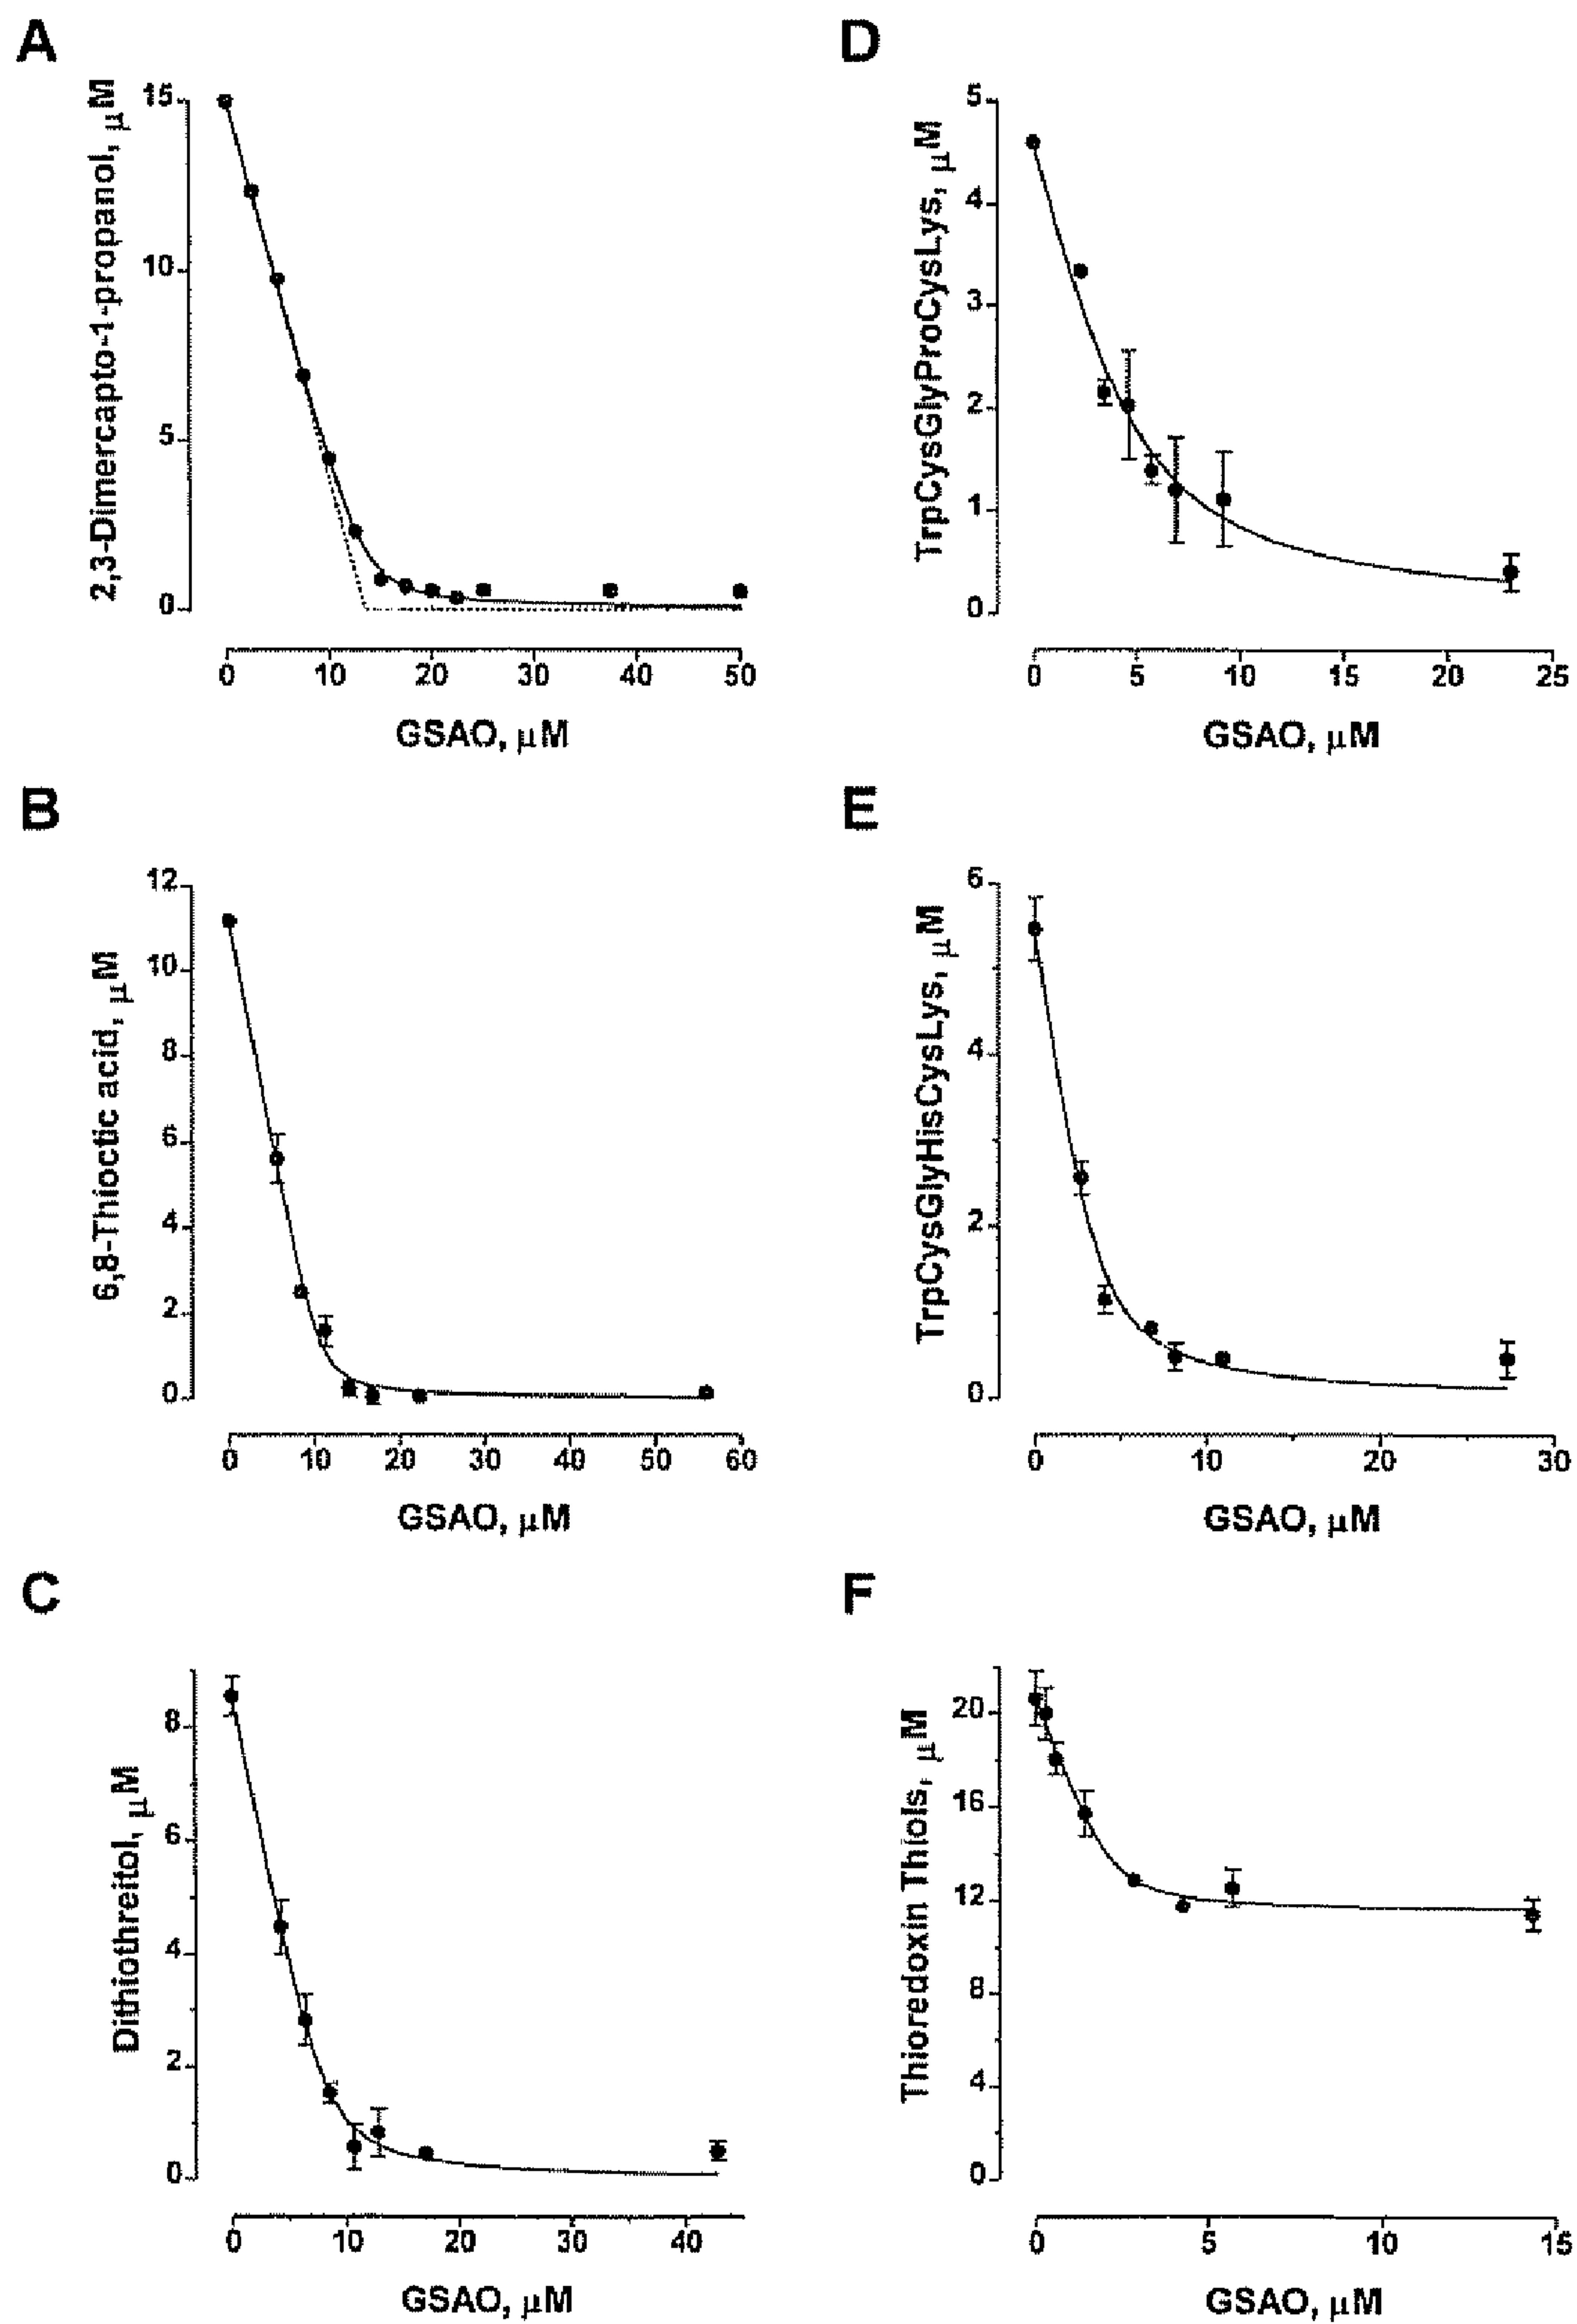 A
2,3-Dimercapto-1-propanol, μM
15
10
5
0
0 10 20 30 40 50
GSAO, μM
B
6,8-Thioctic acid, μM
12
10
8
6
4
2
0
0 10 20 30 40 50 60
GSAO, μM
C
Dithiothreitol, μM
8
6
4
2
0
0 10 20 30 40
GSAO, μM
D
TrpCysGlyProCysLys, μM
5
4
3
2
1
0
0 5 10 15 20 25
GSAO, μM
E
TrpCysGlyHisCysLys, μM
6
4
2
0
0 10 20 30
GSAO, μM
F
Thioredoxin Thiols, μM
20
16
12
8
4
0
0 5 10 15
GSAO, μM